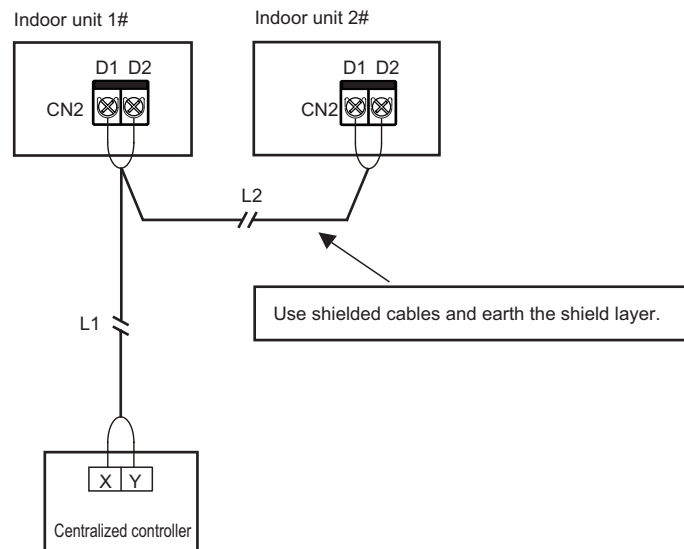 Indoor unit 1#
Indoor unit 2#
D1 D2
D1 D2
CN2
CN2
L2
Use shielded cables and earth the shield layer.
L1
X Y
Centralized controller